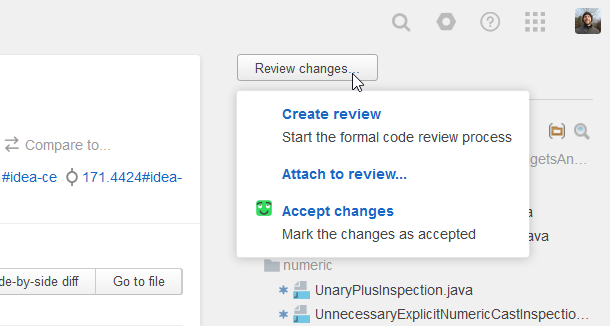 Review changes...
Create review
Start the formal code review process
Compare to...
getsAn...
#idea-ce 171.4424#idea-
Attach to review...
Accept changes
Mark the changes as accepted
ava
numeric
de-by-side diff Go to file
UnaryPlusInspection.java
UnnecessaryExplicitNumericCastInspectio...